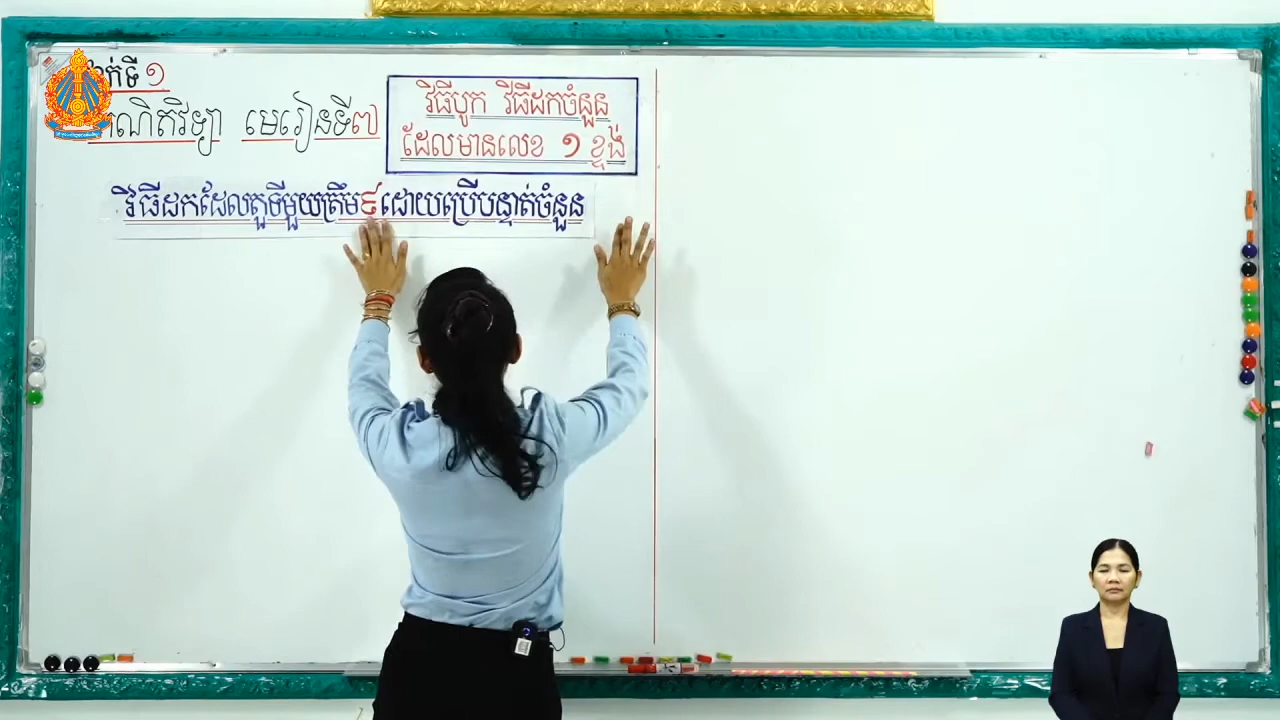 ថ្នាក់ទី ១
គណិតវិទ្យា មេរៀនទី៧
វិធីបូក វិធីដកចំនួន
ដែលមានលេខ ១ ខ្ទង់
វិធីដកដែលតួទីមួយត្រឹម៩ដោយប្រើបន្ទាត់ចំនួន